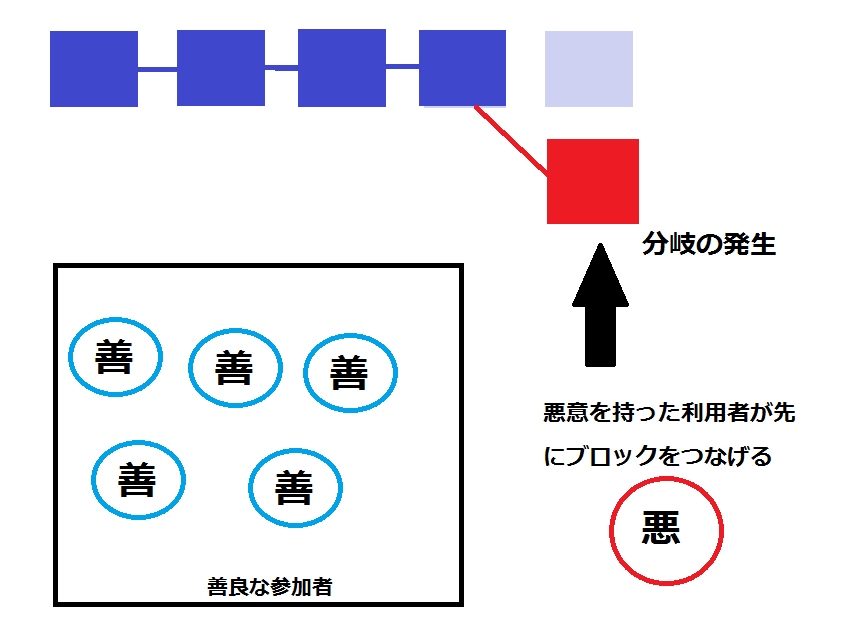 分岐の発生
善
善
善
悪意を持った利用者が先
にブロックをつなげる
善
善
悪
善良な参加者